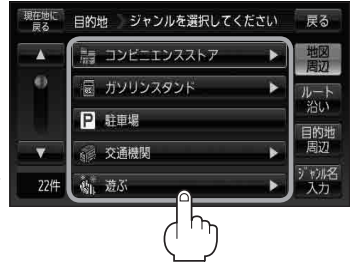 現在地に
戻る
目的地 ジャンルを選択してください
戻る
コンビニエンスストア
ガソリンスタンド
P 駐車場
交通機関
遊ぶ
22件
地図
周辺
ルート
沿い
目的地
周辺
ジャンル名
入力